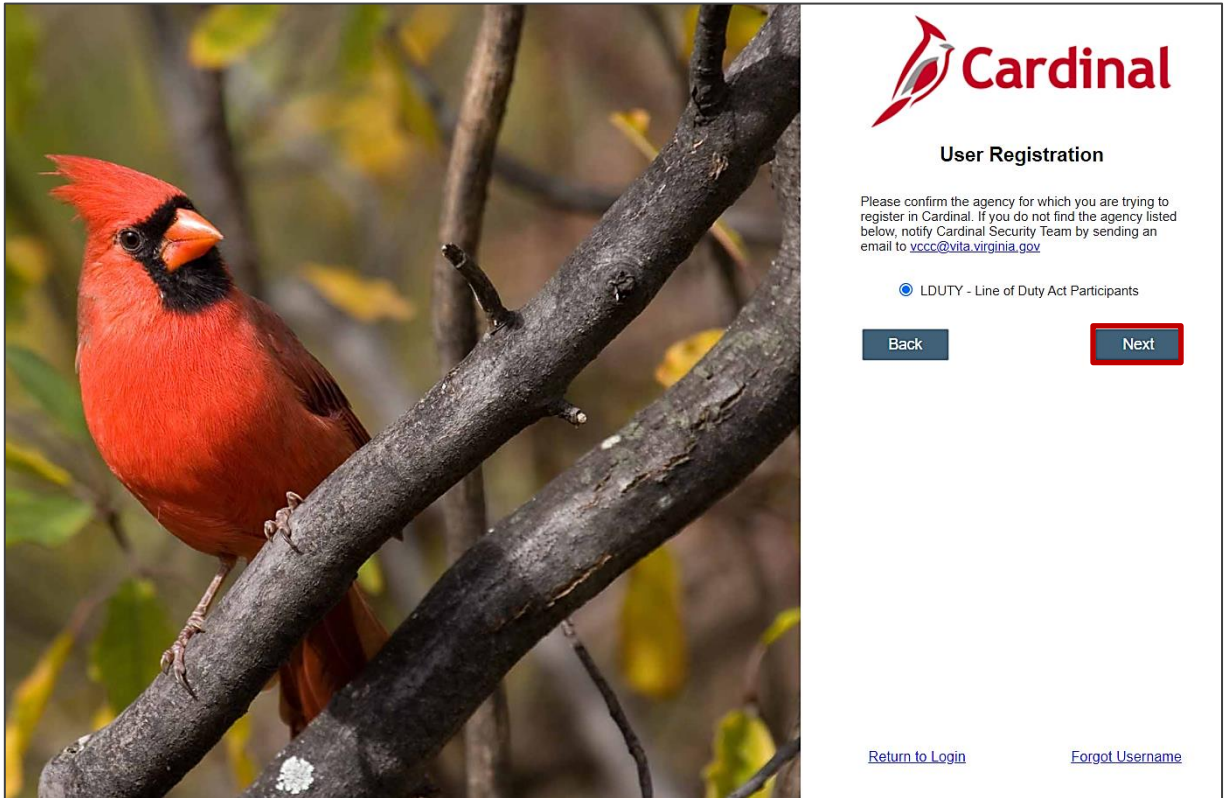 Cardinal
User Registration
Please confirm the agency for which you are trying to
register in Cardinal. If you do not find the agency listed
below, notify Cardinal Security Team by sending an
email to vccc@vita.virginia.gov
LDUTY - Line of Duty Act Participants
Back
Next
Return to Login
Forgot Username